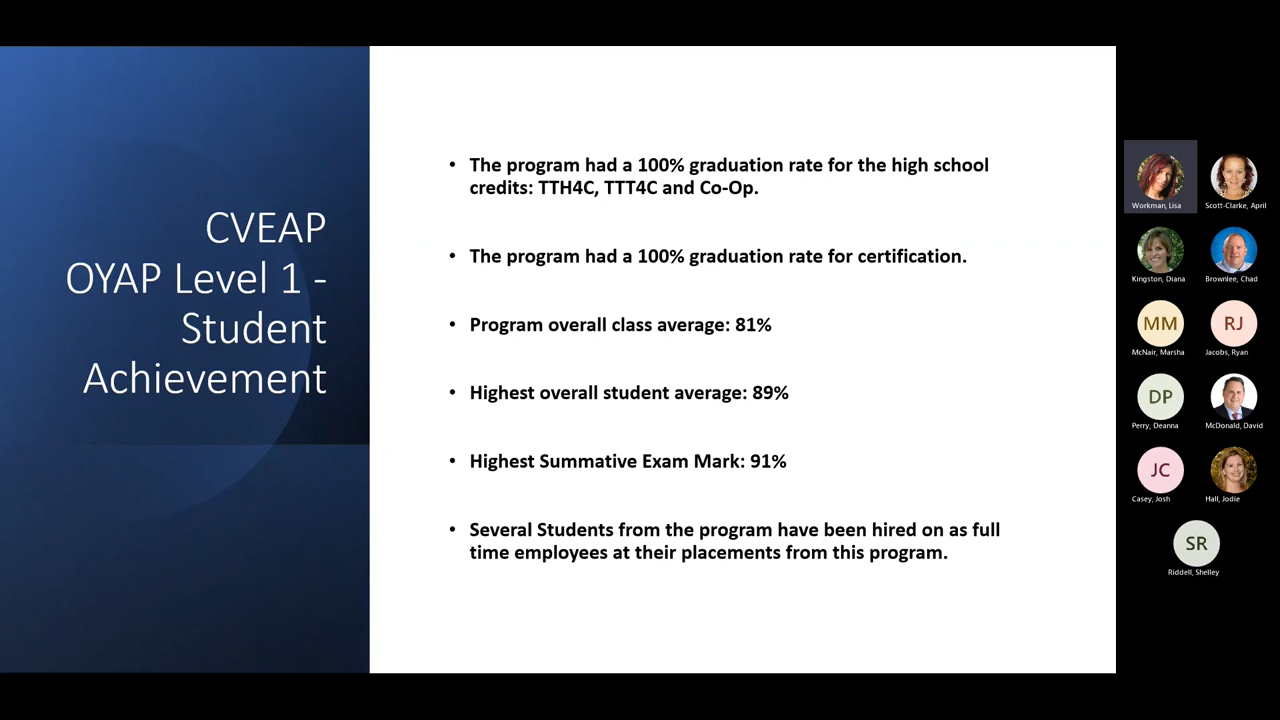 CVEAP
OYAP Level 1 -
Student
Achievement
• The program had a 100% graduation rate for the high school
credits: TTH4C, TTT4C and Co-Op.
• The program had a 100% graduation rate for certification.
• Program overall class average: 81%
• Highest overall student average: 89%
• Highest Summative Exam Mark: 91%
• Several Students from the program have been hired on as full
time employees at their placements from this program.
Workman, Lisa
Scott-Clarke, April
Kingston, Diana
Brownlee, Chad
MM
RJ
McNair, Marsha
Jacobs, Ryan
DP
Perry, Deanna
McDonald, David
JC
Casey, Josh
Hall, Jodie
SR
Riddell, Shelley